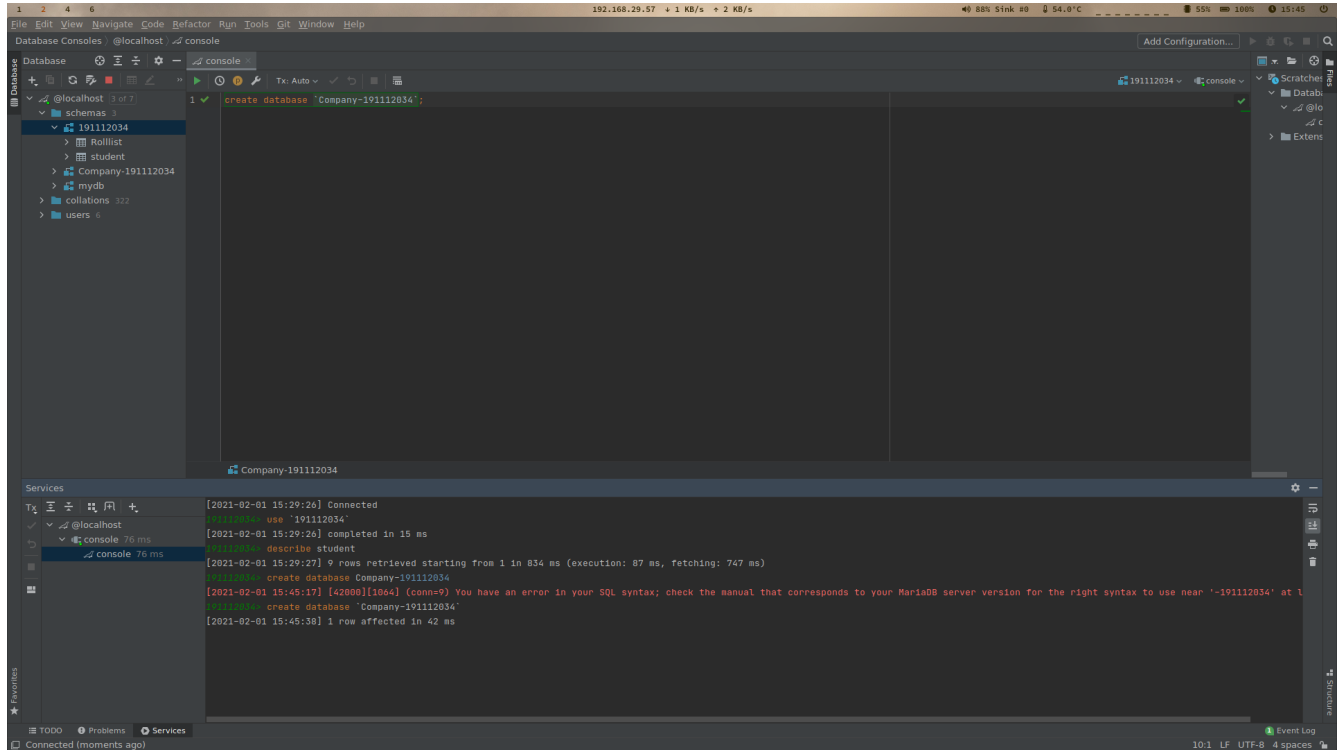 1 2 4 6 192.168.29.57 ↓ 1 KB/s ↑ 2 KB/s 88% Sink #0 54.0°C 55% 100% 15:45
File Edit View Navigate Code Refactor Run Tools Git Window Help
Database Consoles @localhost console Add Configuration...
Database console
Tx: Auto 191112034 console
Database
@localhost 3 of 7
schemas 3
191112034
Rolllist
student
Company-191112034
mydb
collations 322
users 6
1 create database `Company-191112034`;
Scratches
Databa
@lo
c
Extens
Files
Company-191112034
Services
Tx
@localhost
console 76 ms
console 76 ms
[2021-02-01 15:29:26] Connected
191112034> use `191112034`
[2021-02-01 15:29:26] completed in 15 ms
191112034> describe student
[2021-02-01 15:29:27] 9 rows retrieved starting from 1 in 834 ms (execution: 87 ms, fetching: 747 ms)
191112034> create database Company-191112034
[2021-02-01 15:45:17] [42000][1064] (conn=9) You have an error in your SQL syntax; check the manual that corresponds to your MariaDB server version for the right syntax to use near '-191112034' at l
191112034> create database `Company-191112034`
[2021-02-01 15:45:38] 1 row affected in 42 ms
Favorites
Structure
TODO Problems Services 1 Event Log
Connected (moments ago) 10:1 LF UTF-8 4 spaces